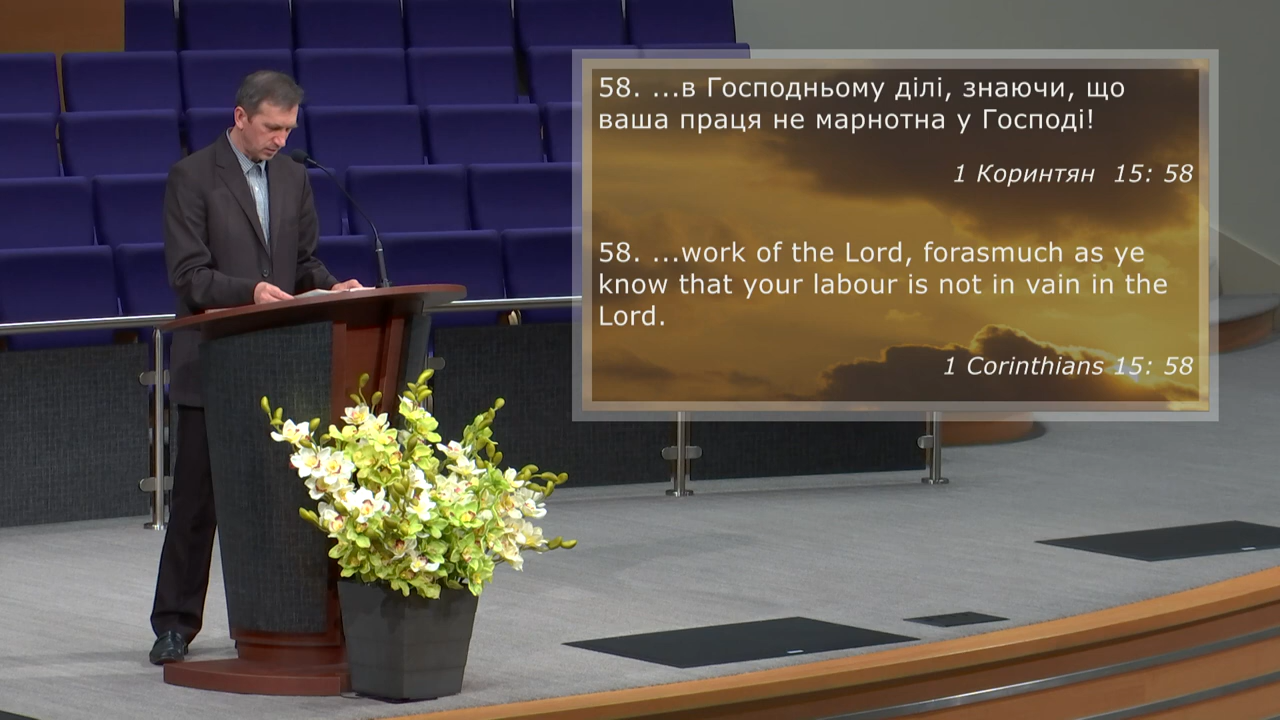 58. ...в Господньому ділі, знаючи, що
ваша праця не марнотна у Господі!
1 Коринтян 15: 58
58. ...work of the Lord, forasmuch as ye
know that your labour is not in vain in the
Lord.
1 Corinthians 15: 58